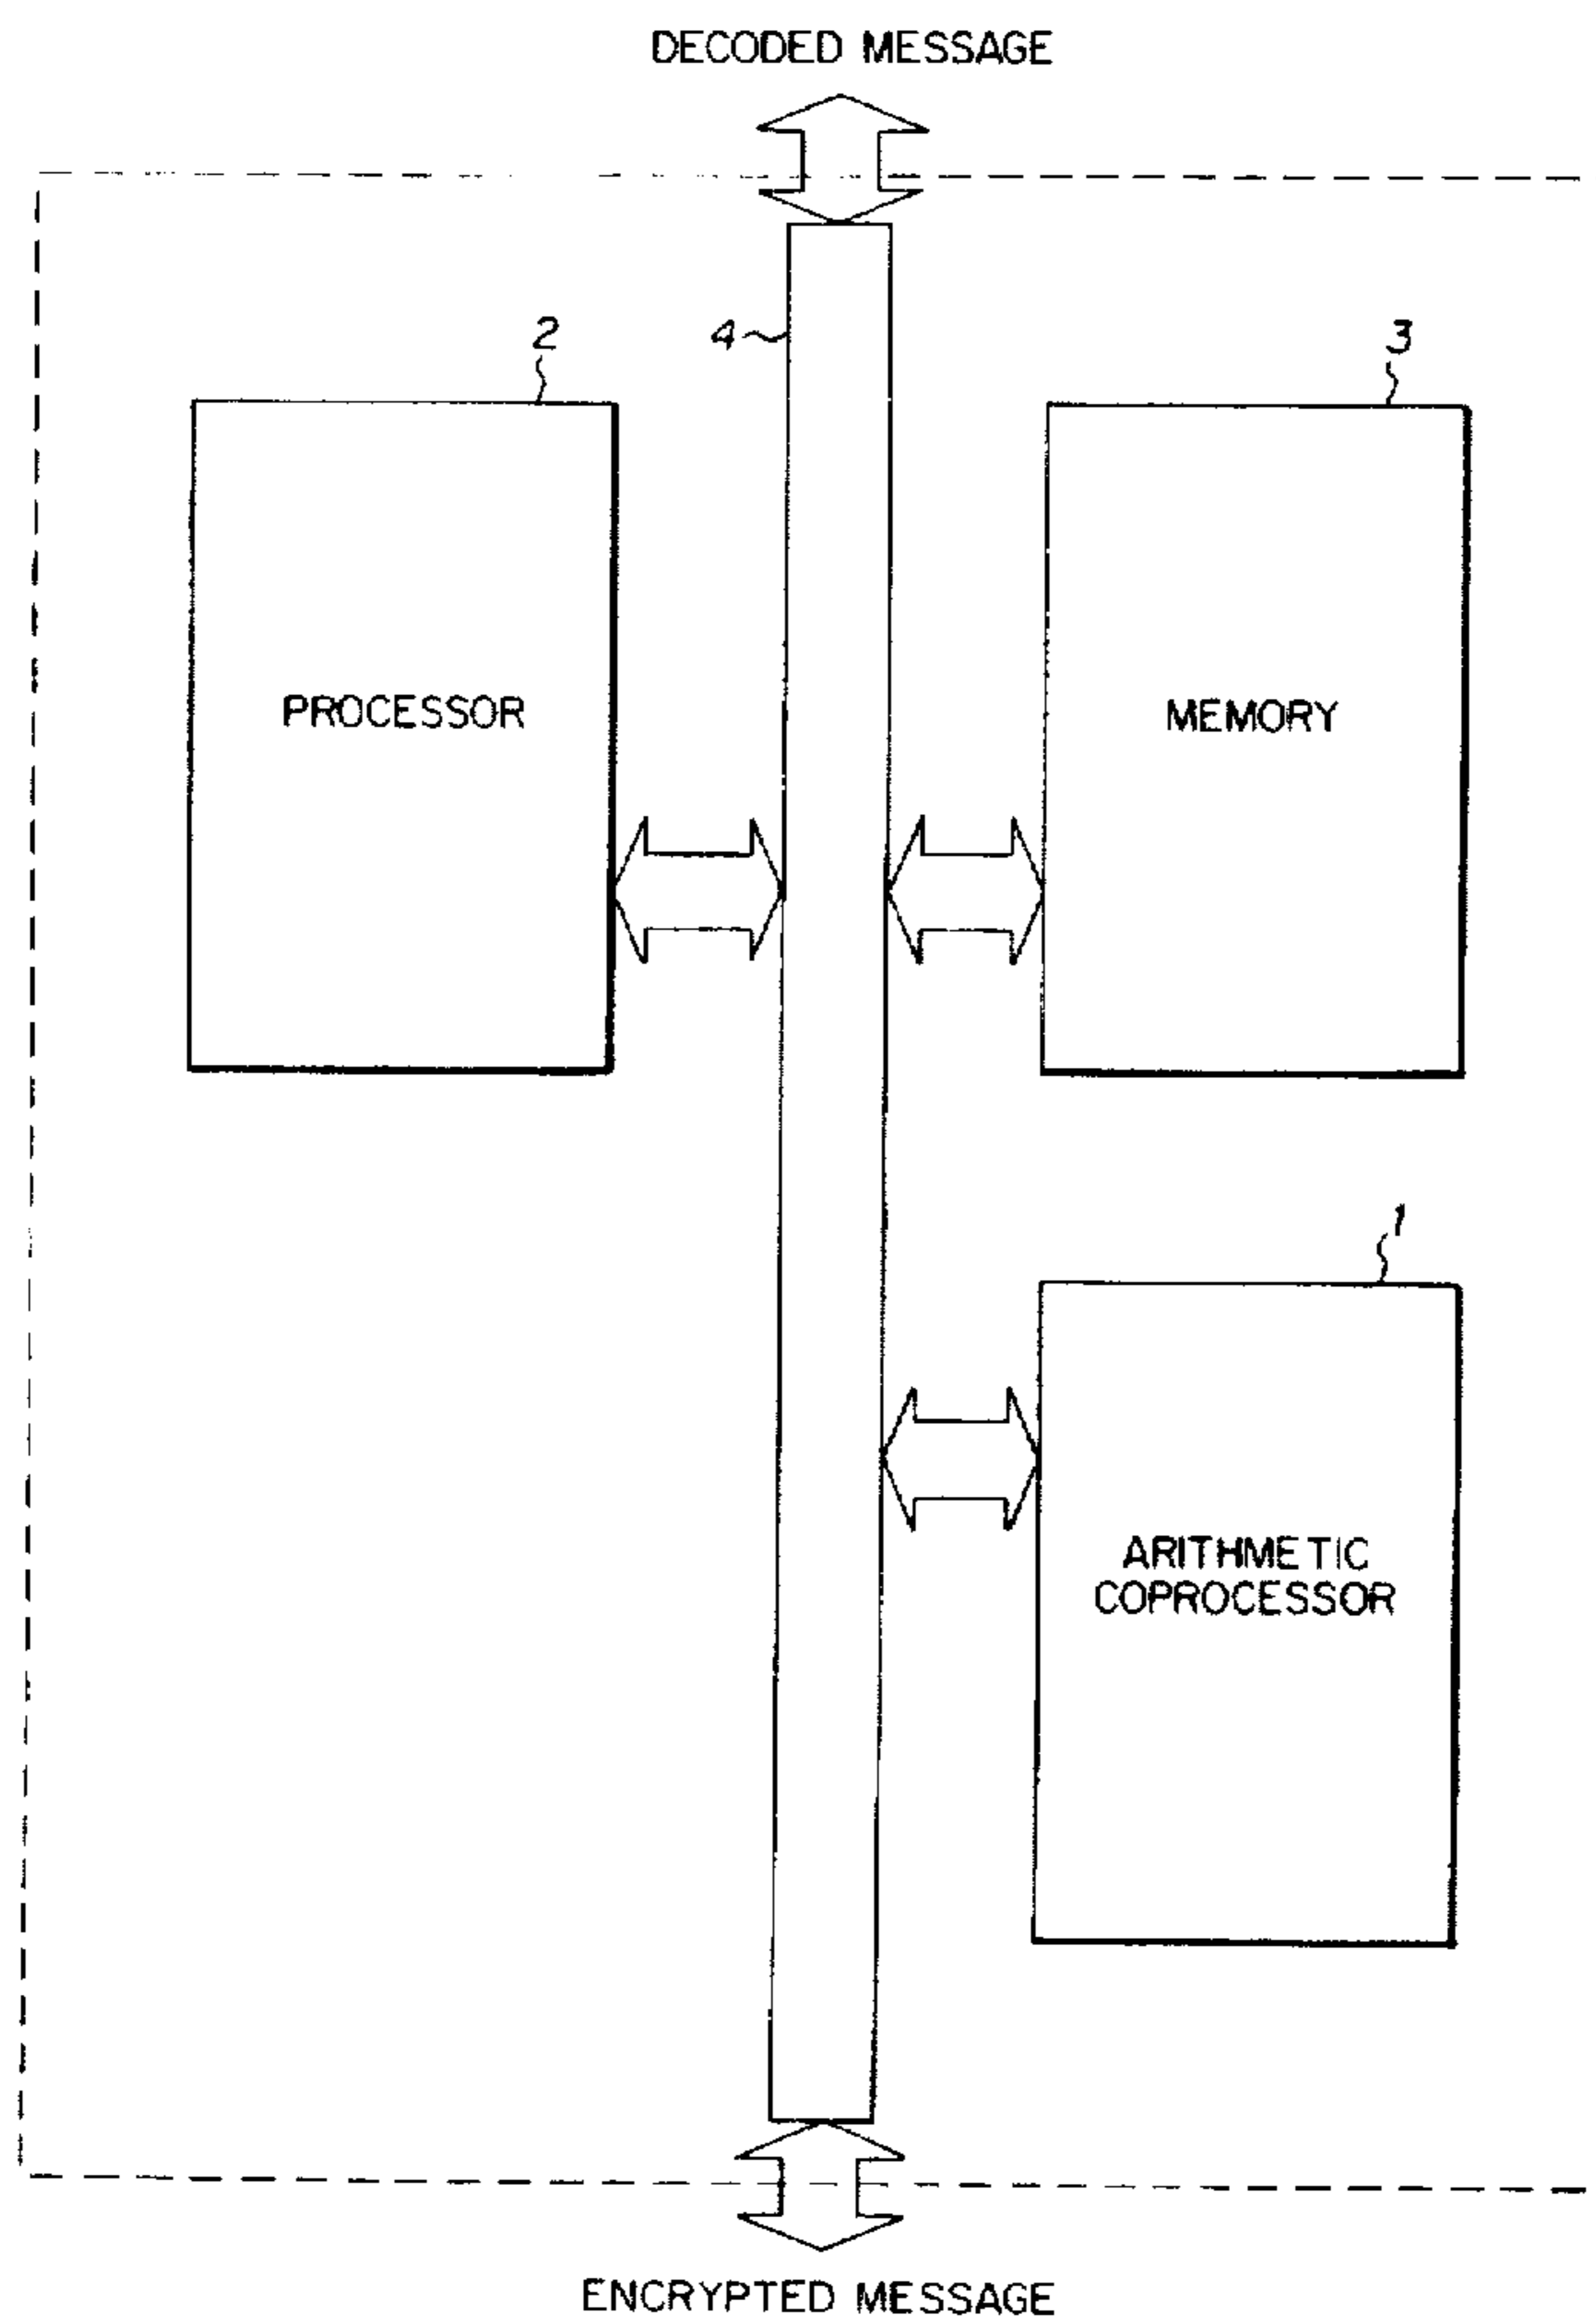 DECODED MESSAGE
2
4
3
PROCESSOR
MEMORY
1
ARITHMETIC
COPROCESSOR
ENCRYPTED MESSAGE